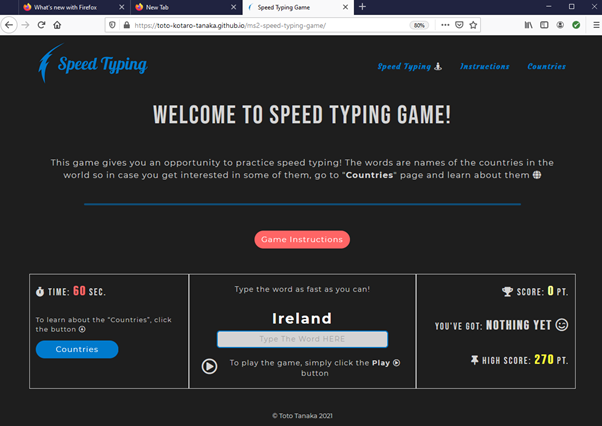 What's new with Firefox
New Tab
Speed Typing Game
https://toto-kotaro-tanaka.github.io/ms2-speed-typing-game/
80%
Speed Typing
Speed Typing
Instructions
Countries
WELCOME TO SPEED TYPING GAME!
This game gives you an opportunity to practice speed typing! The words are names of the countries in the
world so in case you get interested in some of them, go to "Countries" page and learn about them
Game Instructions
TIME: 60 SEC.
To learn about the "Countries", click
the button
Countries
Type the word as fast as you can!
Ireland
Type The Word HERE
To play the game, simply click the Play
button
SCORE: 0 PT.
YOU'VE GOT: NOTHING YET
HIGH SCORE: 270 PT.
© Toto Tanaka 2021